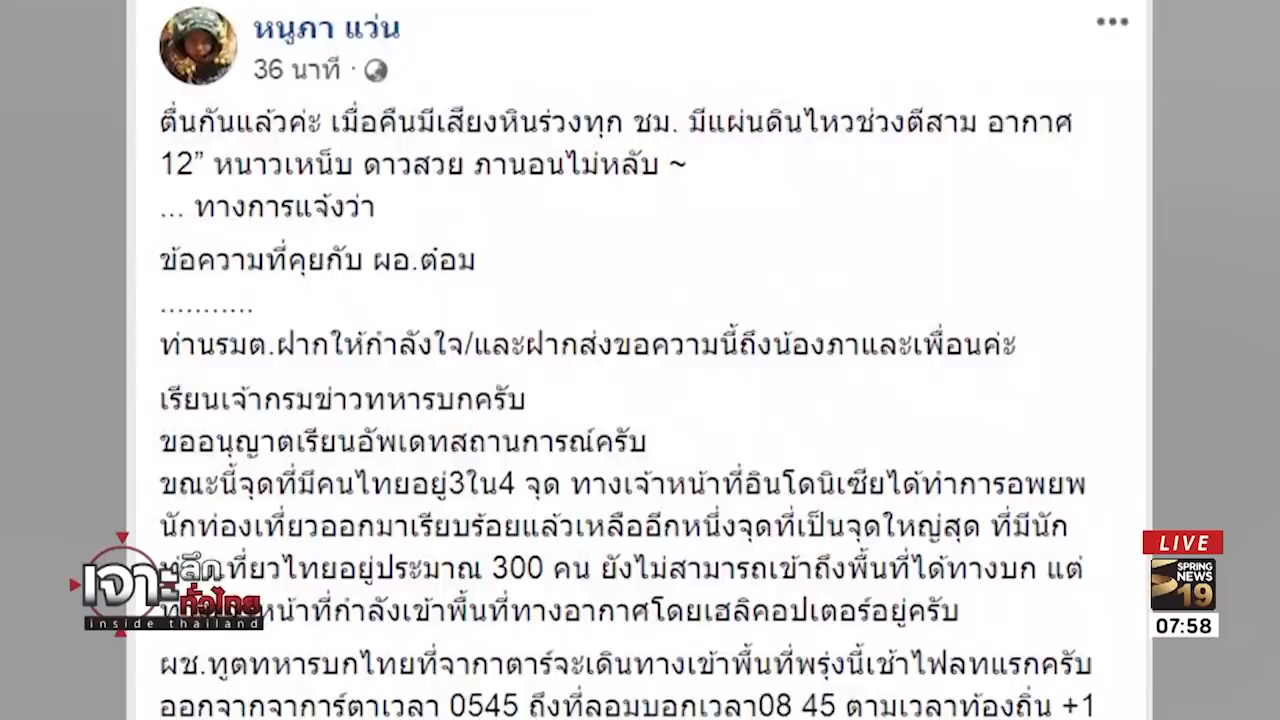 หนูภา แว่น
36 นาที ·
ตื่นกันแล้วค่ะ เมื่อคืนมีเสียงหินร่วงทุก ชม. มีแผ่นดินไหวช่วงตีสาม อากาศ
12” หนาวเหน็บ ดาวสวย ภานอนไม่หลับ ~
... ทางการแจ้งว่า
ข้อความที่คุยกับ ผอ.ต๋อม
...........
ท่านรมต.ฝากให้กำลังใจ/และฝากส่งขอความนี้ถึงน้องภาและเพื่อนค่ะ
เรียนเจ้ากรมข่าวทหารบกครับ
ขออนุญาตเรียนอัพเดทสถานการณ์ครับ
ขณะนี้จุดที่มีคนไทยอยู่3ใน4 จุด ทางเจ้าหน้าที่อินโดนิเซียได้ทำการอพยพ
นักท่องเที่ยวออกมาเรียบร้อยแล้วเหลืออีกหนึ่งจุดที่เป็นจุดใหญ่สุด ที่มีนัก
เที่ยวไทยอยู่ประมาณ 300 คน ยังไม่สามารถเข้าถึงพื้นที่ได้ทางบก แต่
หน้าที่กำลังเข้าพื้นที่ทางอากาศโดยเฮลิคอปเตอร์อยู่ครับ
ผช.ทูตทหารบกไทยที่จากาตาร์จะเดินทางเข้าพื้นที่พรุ่งนี้เช้าไฟลทแรกครับ
ออกจากจาการ์ตาเวลา 0545 ถึงที่ลอมบอกเวลา08 45 ตามเวลาท้องถิ่น +1
เจาะลึกทั่วไทย
inside thailand
LIVE
SPRING NEWS 19
07:58